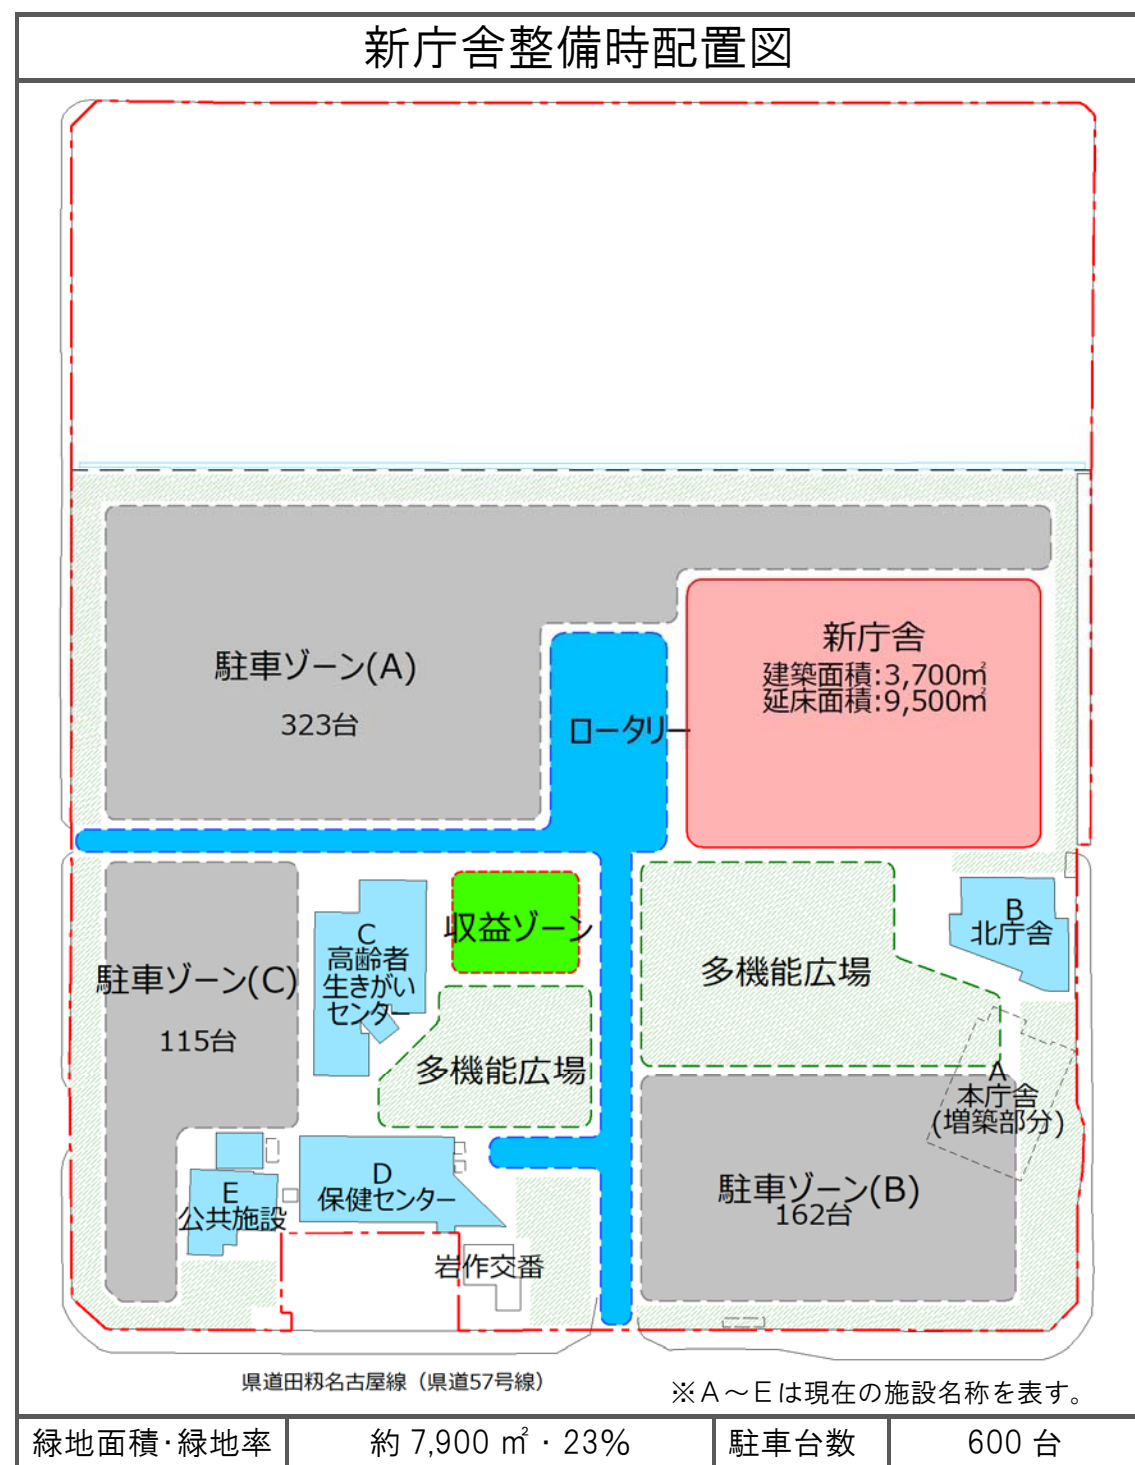 新庁舎整備時配置図
駐車ゾーン(A)
323台
ロータリー
新庁舎
建築面積:3,700㎡
延床面積:9,500㎡
駐車ゾーン(C)
115台
C
高齢者
生きがい
センター
収益ゾーン
多機能広場
多機能広場
B
北庁舎
A
本庁舎
(増築部分)
駐車ゾーン(B)
162台
E
公共施設
D
保健センター
岩作交番
県道田籾名古屋線（県道57号線）
※A～Eは現在の施設名称を表す。
緑地面積・緑地率 約 7,900 ㎡・23% 駐車台数 600 台